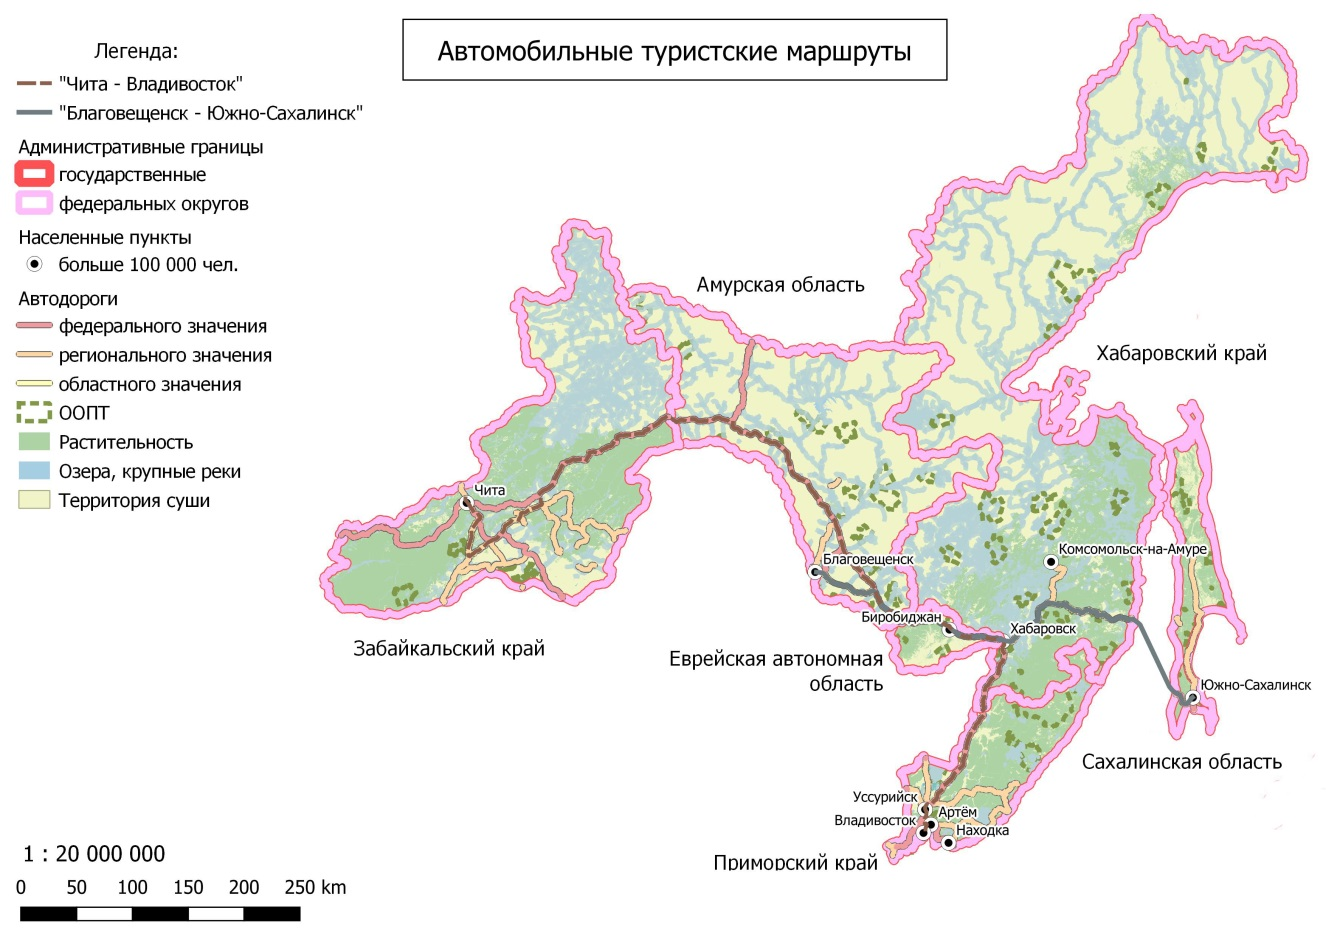 Автомобильные туристские маршруты
Легенда:
"Чита - Владивосток"
"Благовещенск - Южно-Сахалинск"
Административные границы
государственные
федеральных округов
Населенные пункты
больше 100 000 чел.
Автодороги
федерального значения
регионального значения
областного значения
ООПТ
Растительность
Озера, крупные реки
Территория суши
Амурская область
Хабаровский край
Чита
Комсомольск-на-Амуре
Благовещенск
Биробиджан
Хабаровск
Забайкальский край
Еврейская автономная
область
Южно-Сахалинск
Сахалинская область
Уссурийск
Артём
Владивосток
Находка
Приморский край
1 : 20 000 000
0 50 100 150 200 250 km